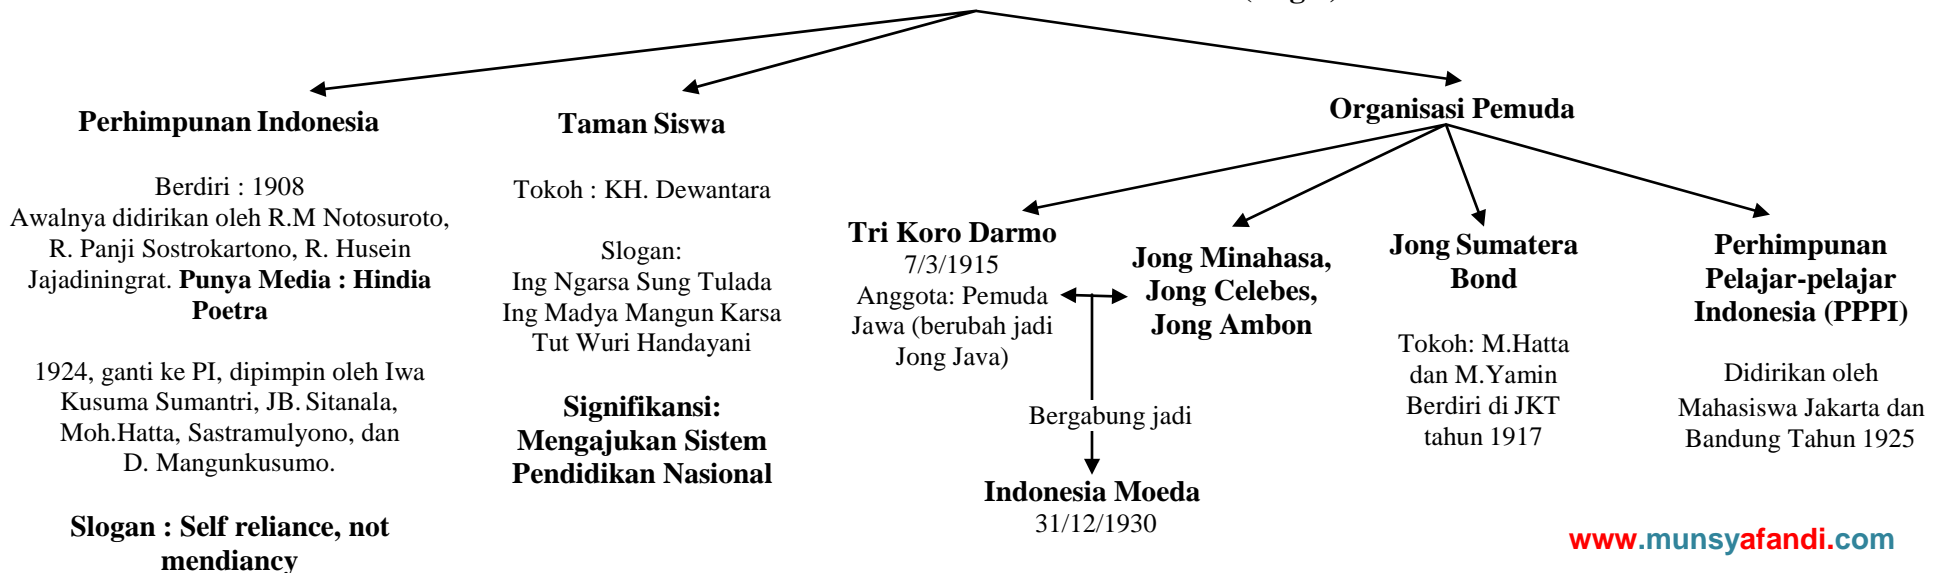 Perhimpunan Indonesia
Berdiri : 1908
Awalnya didirikan oleh R.M Notosuroto,
R. Panji Sostrokartono, R. Husein
Jajadiningrat. Punya Media : Hindia
Poetra
1924, ganti ke PI, dipimpin oleh Iwa
Kusuma Sumantri, JB. Sitanala,
Moh.Hatta, Sastramulyono, dan
D. Mangunkusumo.
Slogan : Self reliance, not
mendiancy
Taman Siswa
Tokoh : KH. Dewantara
Slogan:
Ing Ngarsa Sung Tulada
Ing Madya Mangun Karsa
Tut Wuri Handayani
Signifikansi:
Mengajukan Sistem
Pendidikan Nasional
Organisasi Pemuda
Tri Koro Darmo
7/3/1915
Anggota: Pemuda
Jawa (berubah jadi
Jong Java)
Jong Minahasa,
Jong Celebes,
Jong Ambon
Bergabung jadi
Indonesia Moeda
31/12/1930
Jong Sumatera
Bond
Tokoh: M.Hatta
dan M.Yamin
Berdiri di JKT
tahun 1917
Perhimpunan
Pelajar-pelajar
Indonesia (PPPI)
Didirikan oleh
Mahasiswa Jakarta dan
Bandung Tahun 1925
www.munsyafandi.com